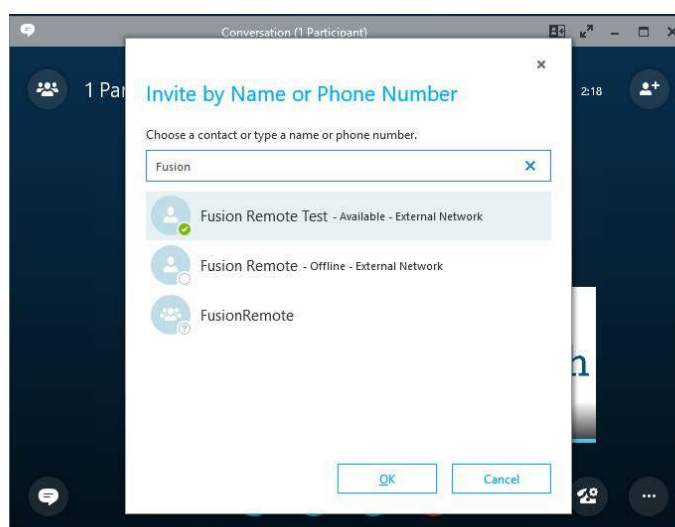 Conversation (1 Participant)
1 Par
2:18
Invite by Name or Phone Number
Choose a contact or type a name or phone number.
Fusion
Fusion Remote Test - Available - External Network
Fusion Remote - Offline - External Network
FusionRemote
h
OK
Cancel